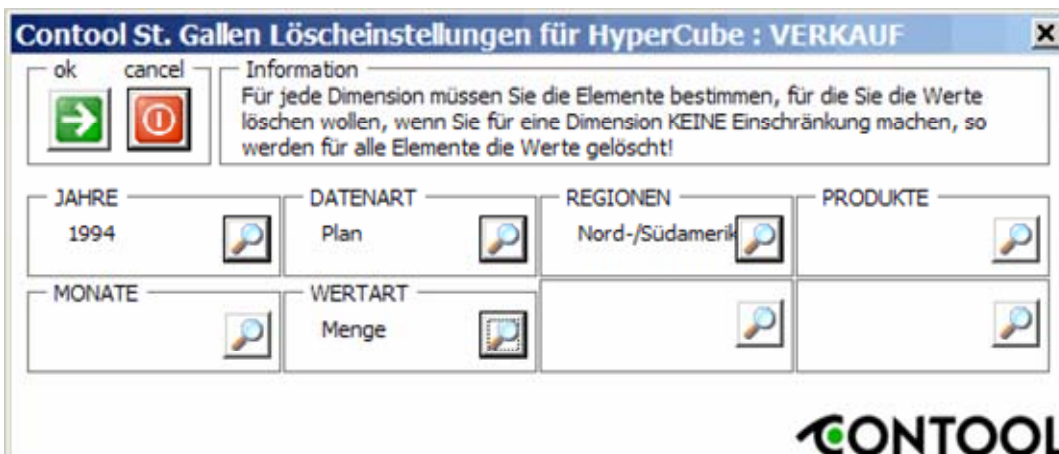 Contool St. Gallen Löscheinstellungen für HyperCube : VERKAUF
ok cancel Information
Für jede Dimension müssen Sie die Elemente bestimmen, für die Sie die Werte
löschen wollen, wenn Sie für eine Dimension KEINE Einschränkung machen, so
werden für alle Elemente die Werte gelöscht!
JAHRE DATENART REGIONEN PRODUKTE
1994 Plan Nord-/Südamerik
MONATE WERTART
Menge
CONTOOL